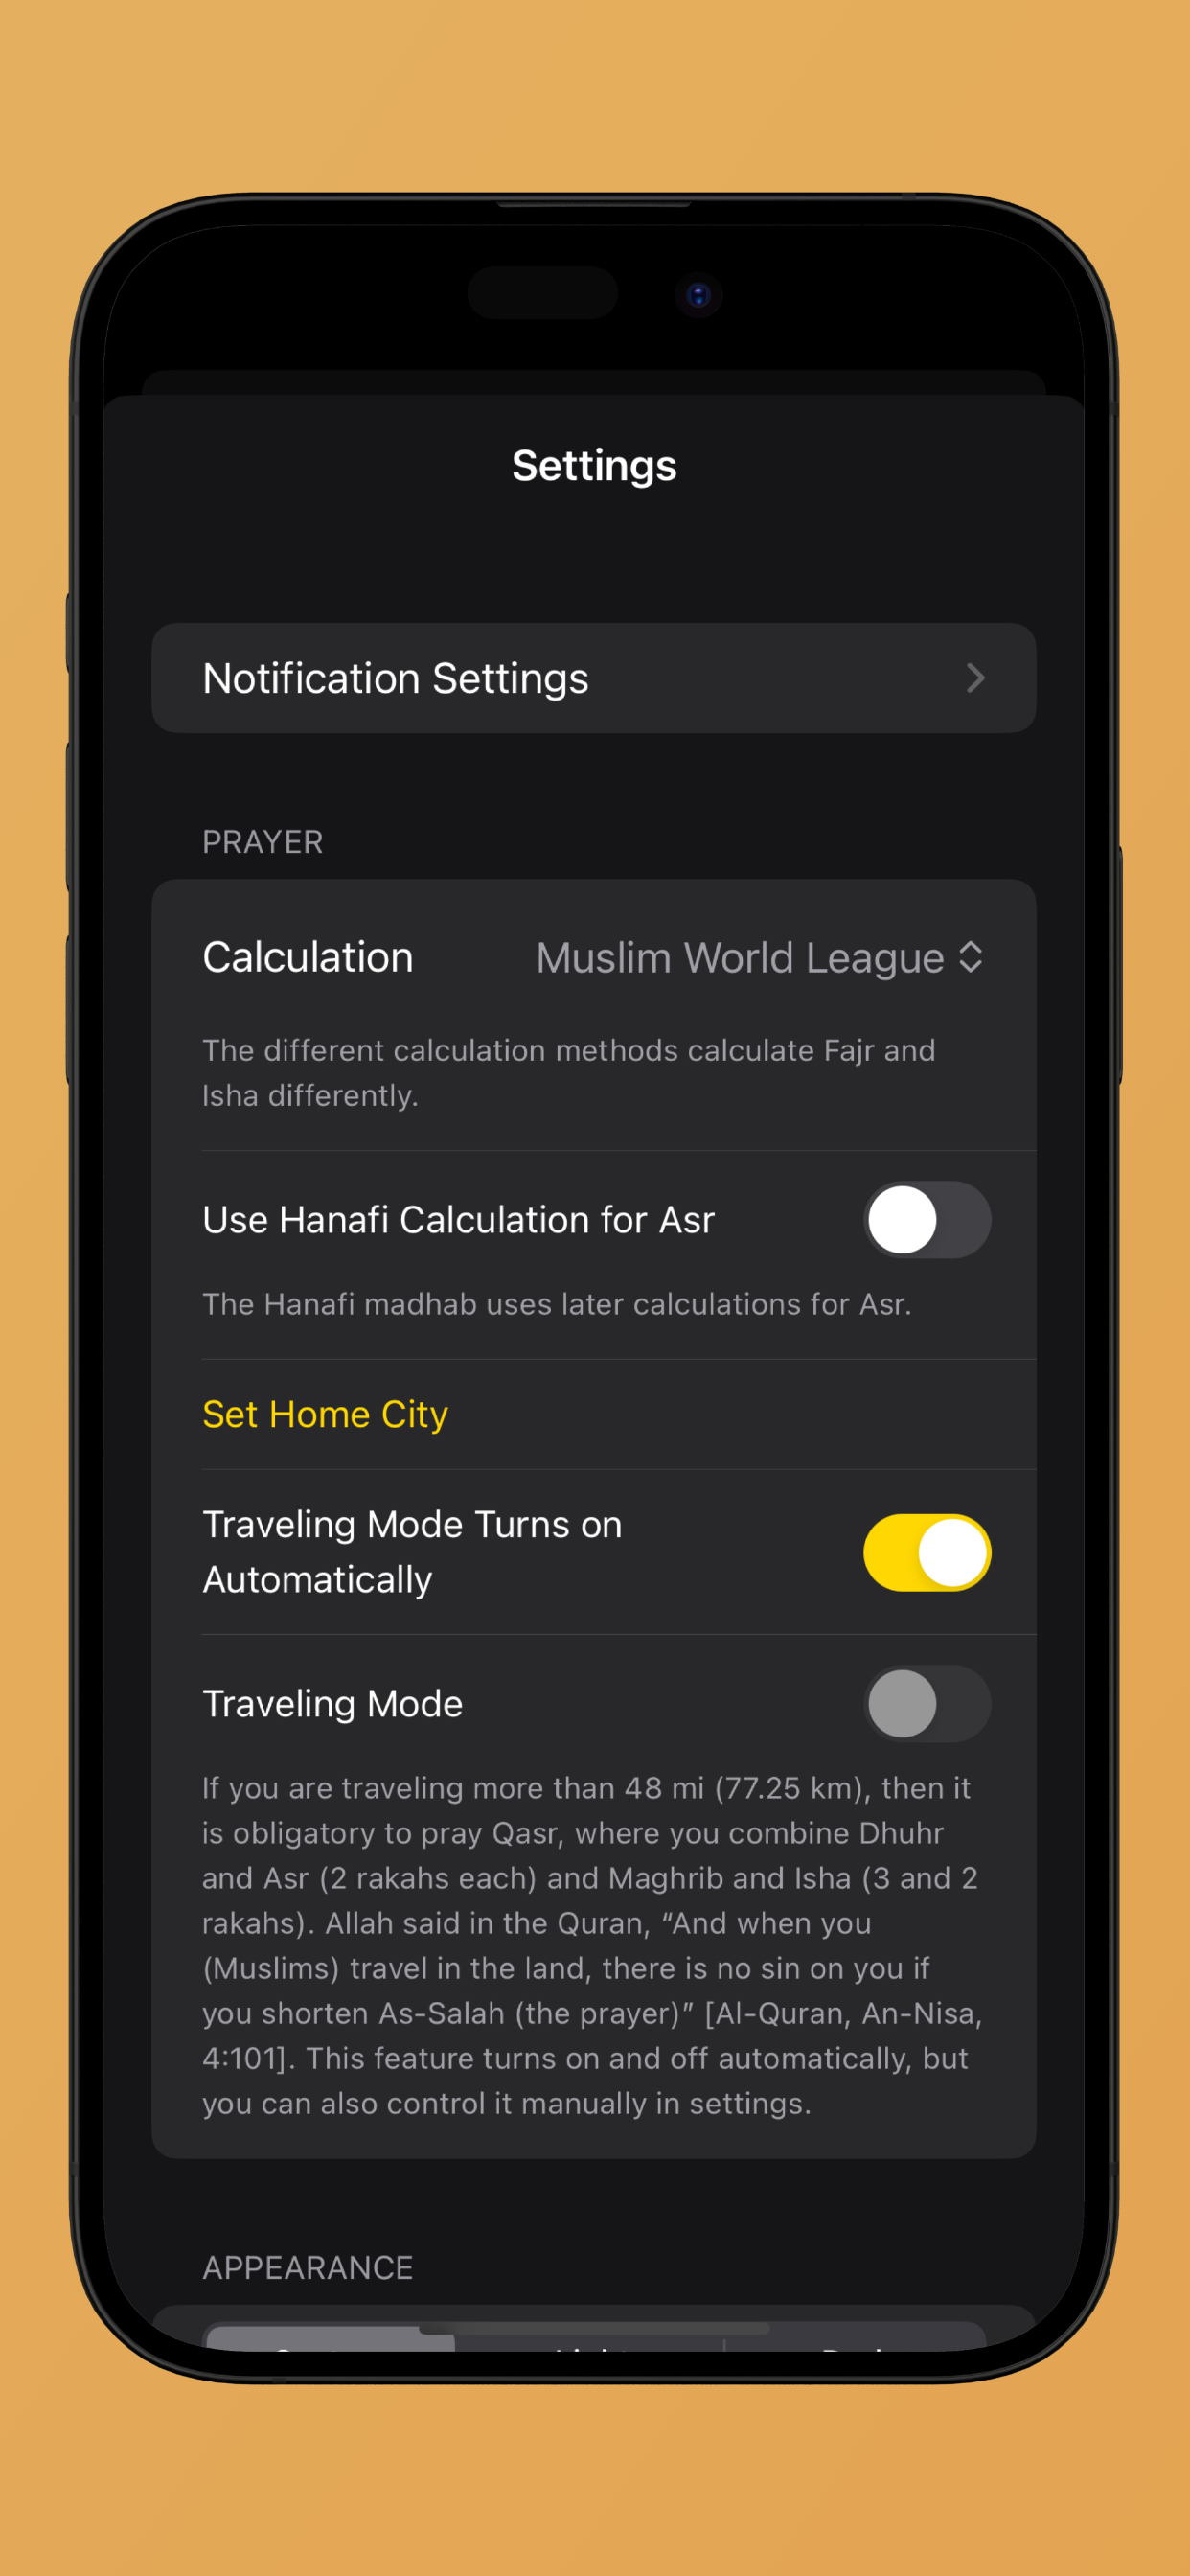 Settings
Notification Settings
PRAYER
Calculation Muslim World League
The different calculation methods calculate Fajr and
Isha differently.
Use Hanafi Calculation for Asr
The Hanafi madhab uses later calculations for Asr.
Set Home City
Traveling Mode Turns on
Automatically
Traveling Mode
If you are traveling more than 48 mi (77.25 km), then it
is obligatory to pray Qasr, where you combine Dhuhr
and Asr (2 rakahs each) and Maghrib and Isha (3 and 2
rakahs). Allah said in the Quran, “And when you
(Muslims) travel in the land, there is no sin on you if
you shorten As-Salah (the prayer)” [Al-Quran, An-Nisa,
4:101]. This feature turns on and off automatically, but
you can also control it manually in settings.
APPEARANCE